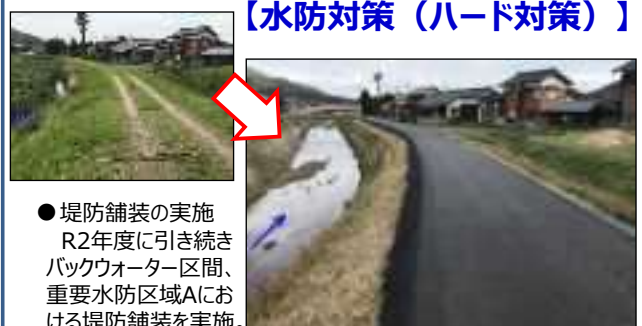 【水防対策（ハード対策）】
●堤防舗装の実施
R2年度に引き続き
バックウォーター区間、
重要水防区域Aにお
ける堤防舗装を実施。